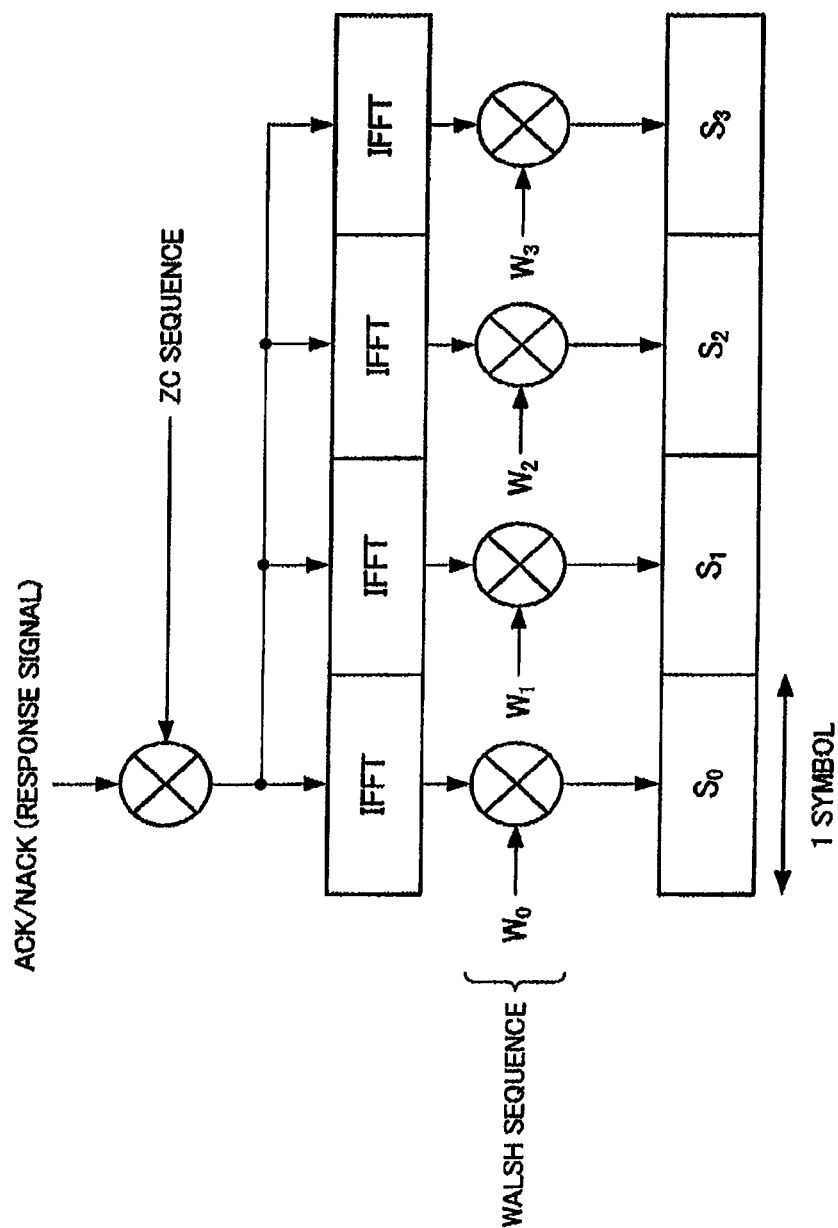 ACK/NACK (RESPONSE SIGNAL)
ZC SEQUENCE
IFFT IFFT IFFT IFFT
WALSH SEQUENCE
W0 W1 W2 W3
S0 S1 S2 S3
1 SYMBOL